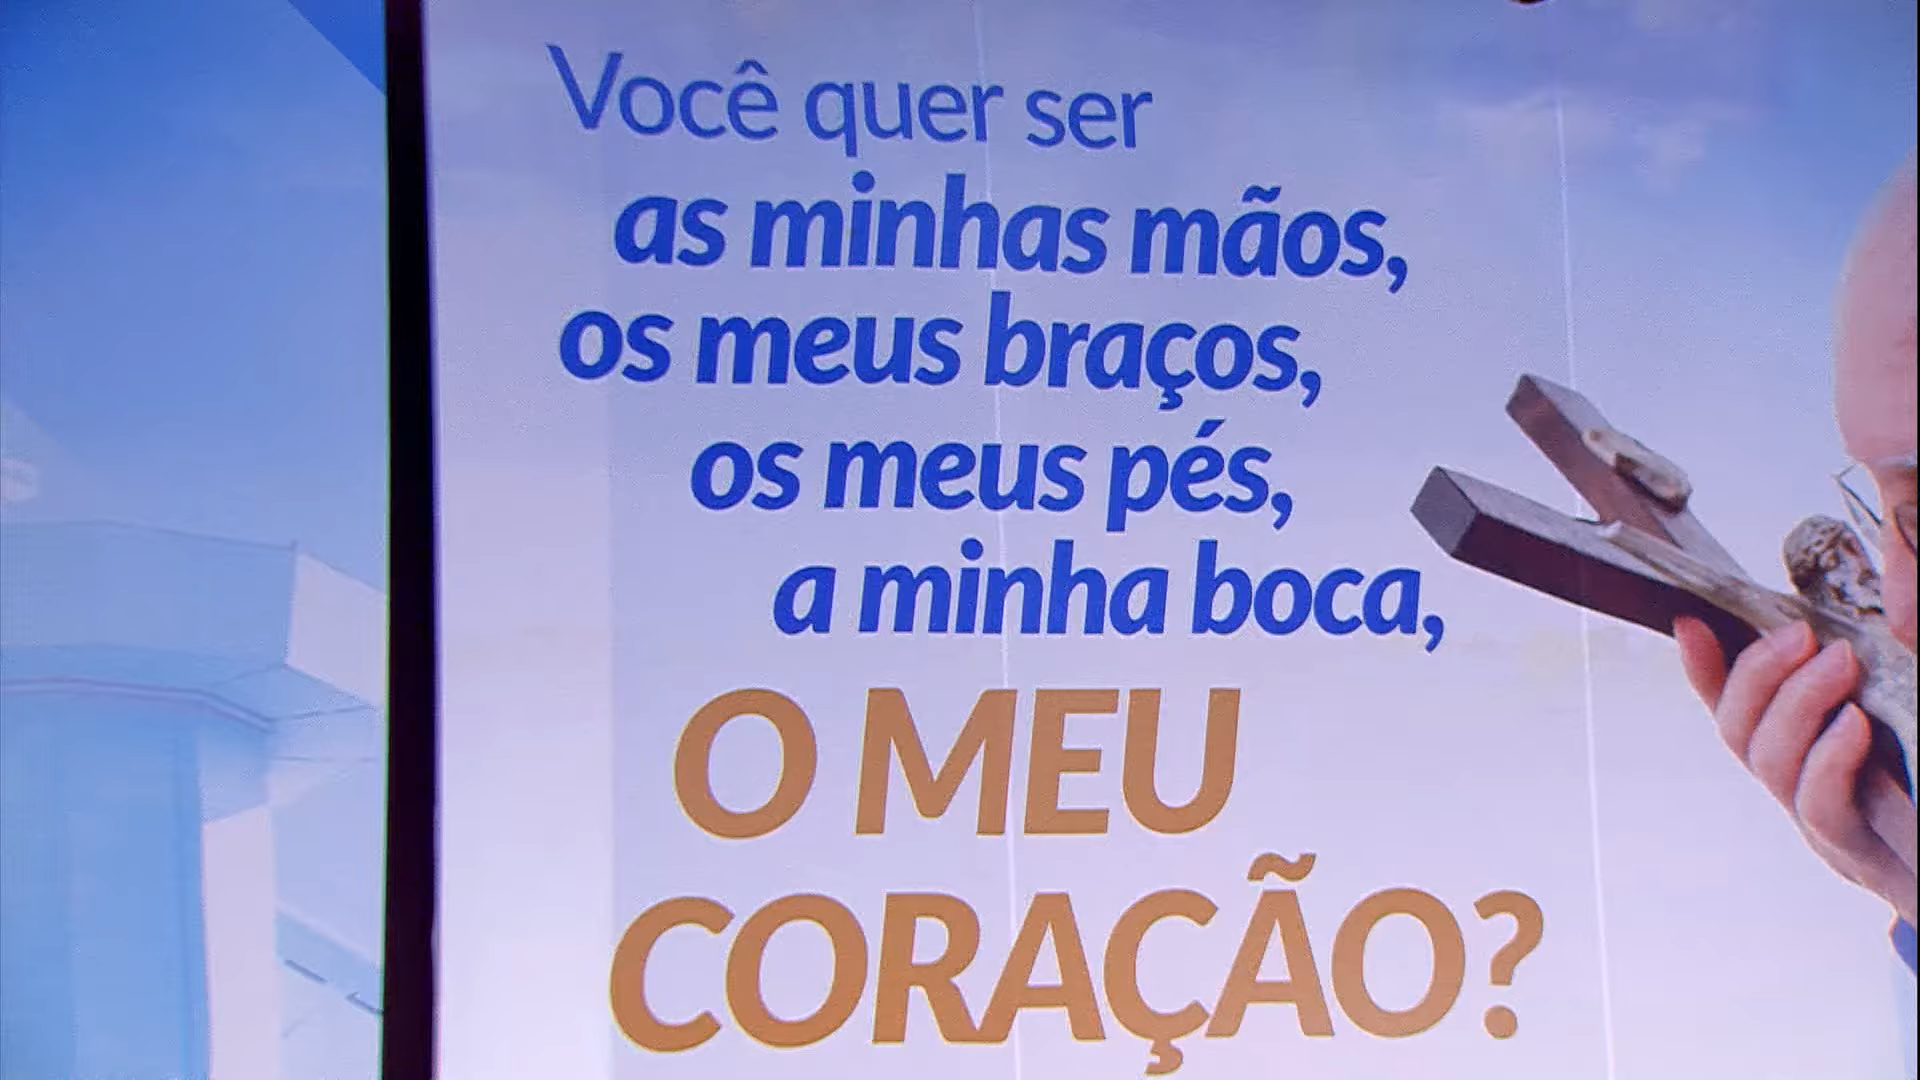 Você quer ser
as minhas mãos,
os meus braços,
os meus pés,
a minha boca,
O MEU
CORAÇÃO?